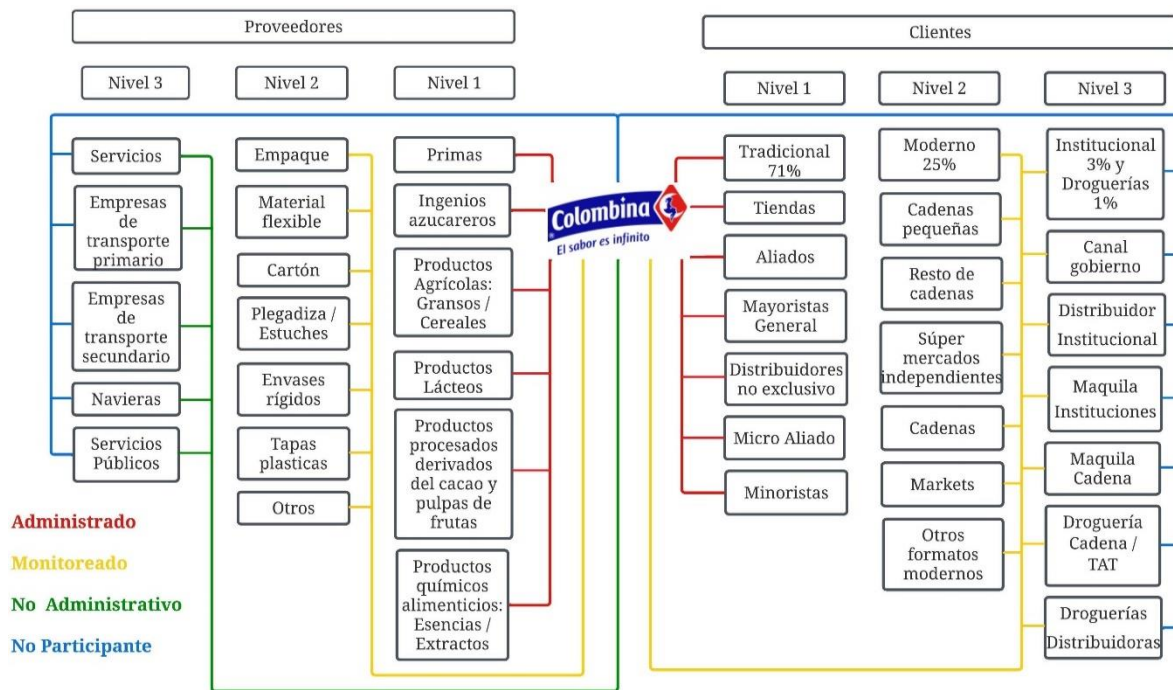 Proveedores
Nivel 3
Nivel 2
Nivel 1
Servicios
Empresas
de
transporte
primario
Empresas
de
transporte
secundario
Navieras
Servicios
Públicos
Empaque
Material
flexible
Cartón
Plegadiza /
Estuches
Envases
rígidos
Tapas
plasticas
Otros
Primas
Ingenios
azucareros
Productos
Agrícolas:
Gransos /
Cereales
Productos
Lácteos
Productos
procesados
derivados
del cacao y
pulpas de
frutas
Productos
químicos
alimenticios:
Esencias /
Extractos
Colombina
®
El sabor es infinito
Clientes
Nivel 1
Nivel 2
Nivel 3
Tradicional
71%
Tiendas
Aliados
Mayoristas
General
Distribuidores
no exclusivo
Micro Aliado
Minoristas
Moderno
25%
Cadenas
pequeñas
Resto de
cadenas
Súper
mercados
independientes
Cadenas
Markets
Otros
formatos
modernos
Institucional
3% y
Droguerías
1%
Canal
gobierno
Distribuidor
Institucional
Maquila
Instituciones
Maquila
Cadena
Droguería
Cadena /
TAT
Droguerías
Distribuidoras
Administrado
Monitoreado
No Administrativo
No Participante